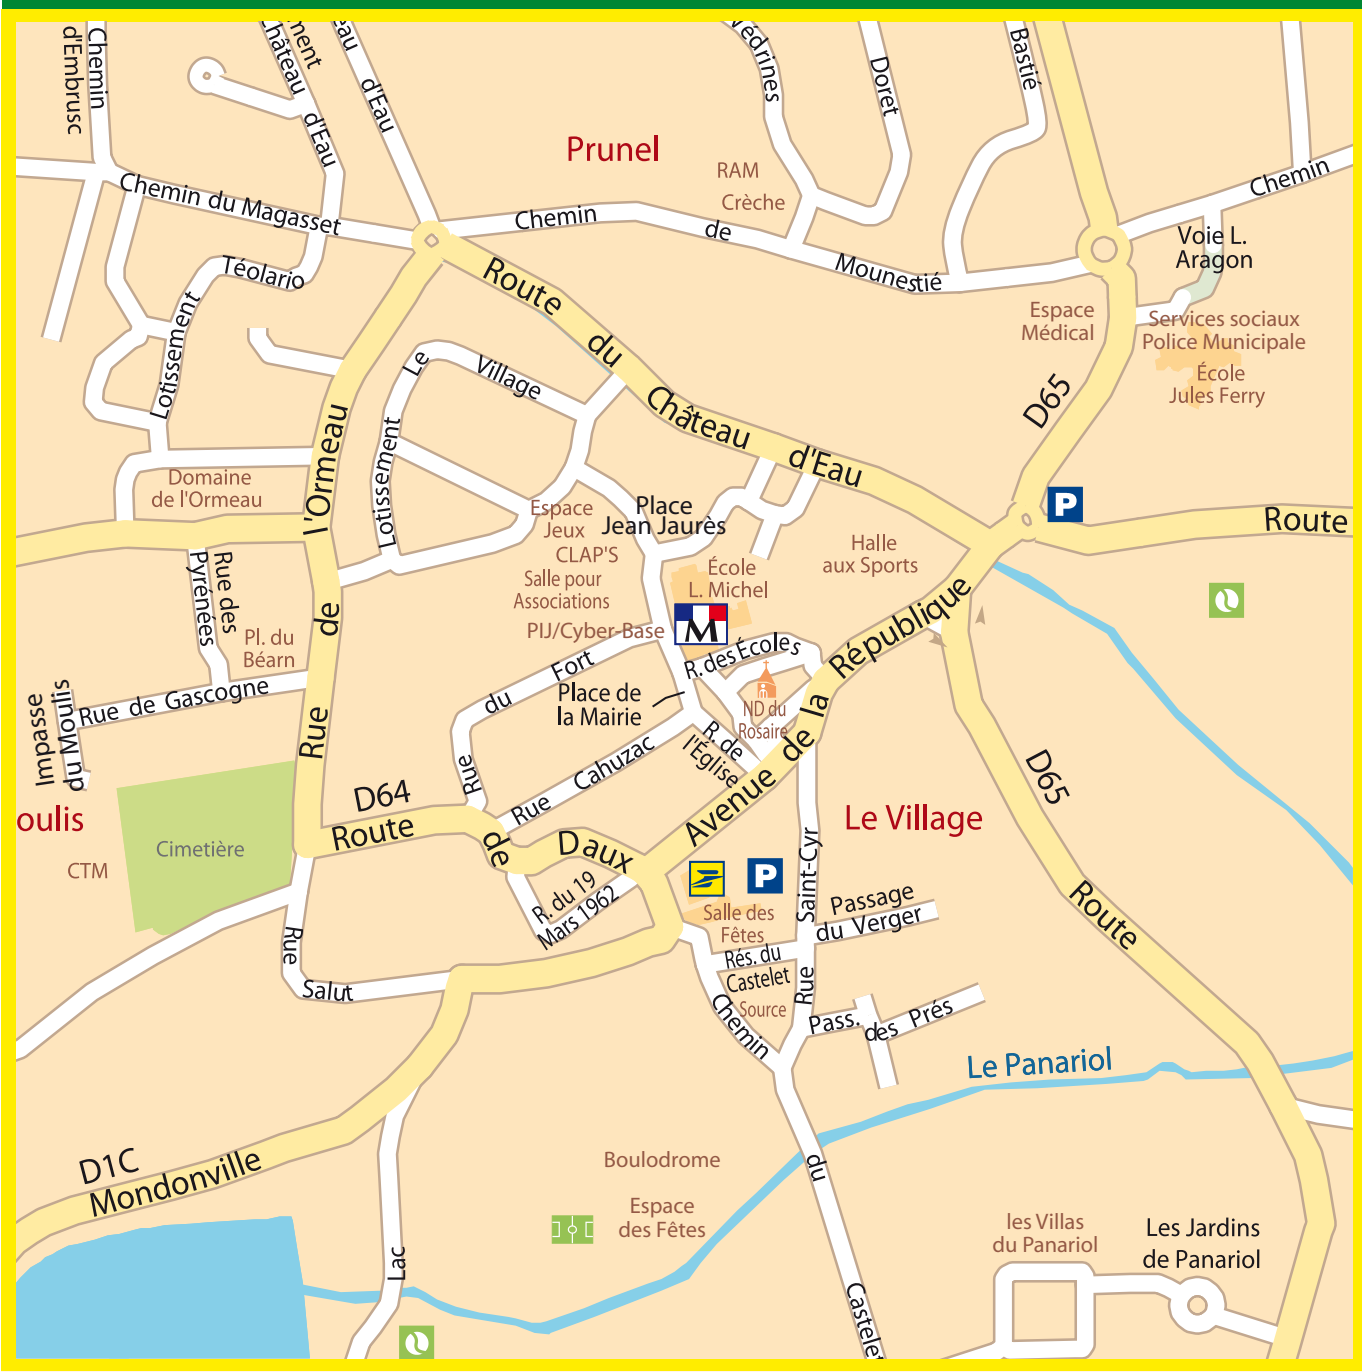 Chemin
d'Embrusc
Château d'Eau
d'Eau
Védrines
Doret
Bastié
Prunel
RAM
Crèche
Chemin
Chemin du Magasset
Chemin de Mounestié
Voie L.
Aragon
Téolario
Lotissement
Route du Château d'Eau
Espace
Médical
Services sociaux
Police Municipale
École
Jules Ferry
Lotissement Le Village
D65
Domaine
de l'Ormeau
Rue de l'Ormeau
Espace
Jeux
CLAP'S
Salle pour
Associations
PIJ/Cyber-Base
Place
Jean Jaurès
École
L. Michel
M
Halle
aux Sports
P
Route
Rue des
Pyrénées
Pl. du
Béarn
Rue de Gascogne
Impasse
du Moulis
Rue du Fort
R. des Écoles
Place de
la Mairie
ND du
Rosaire
R. de
l'Église
Rue Cahuzac
Avenue de la République
D65
Route
oulis
CTM
Cimetière
D64
Route de Daux
Le Village
R. du 19
Mars 1962
P
Salle des
Fêtes
Rue Saint-Cyr
Passage
du Verger
Rés. du
Castelet
Source
Rue Salut
Pass.
des Prés
Chemin du Castelet
Le Panariol
D1C
Mondonville
Lac
Boulodrome
Espace
des Fêtes
les Villas
du Panariol
Les Jardins
de Panariol